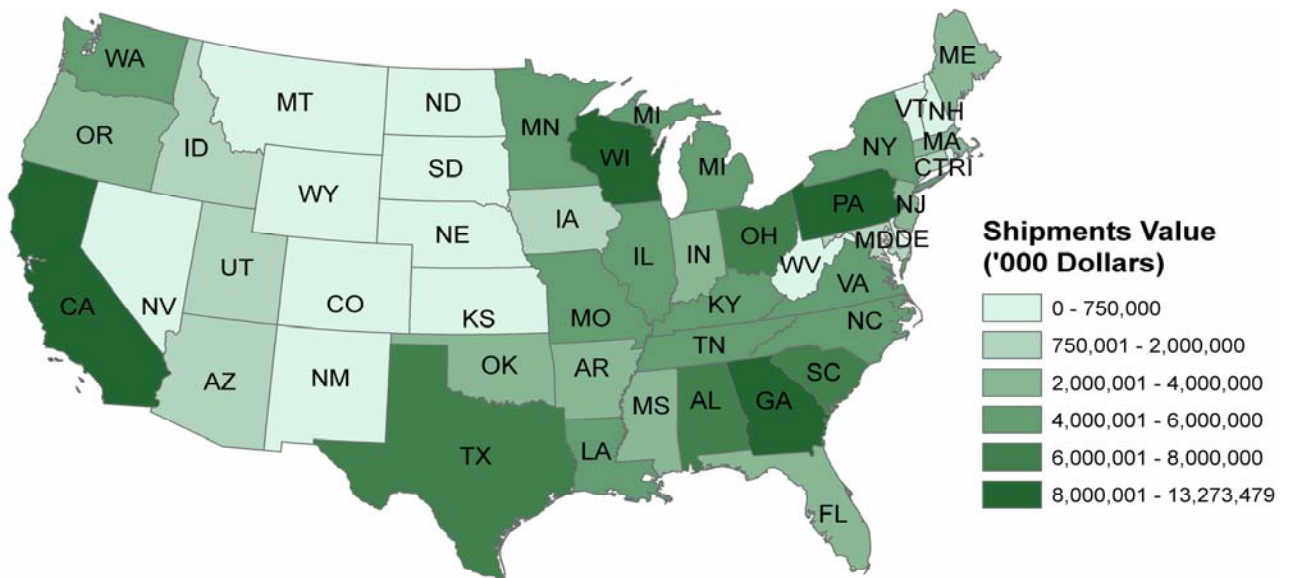 WA
MT
ND
MN
MI
ME
VT
NH
OR
ID
SD
WI
MI
NY
MA
CT
RI
WY
IA
PA
NJ
NE
OH
MD
DE
NV
UT
CO
IL
IN
WV
VA
CA
KS
MO
KY
NC
TN
AZ
NM
OK
AR
SC
MS
AL
GA
TX
LA
FL
Shipments Value
('000 Dollars)
0 - 750,000
750,001 - 2,000,000
2,000,001 - 4,000,000
4,000,001 - 6,000,000
6,000,001 - 8,000,000
8,000,001 - 13,273,479